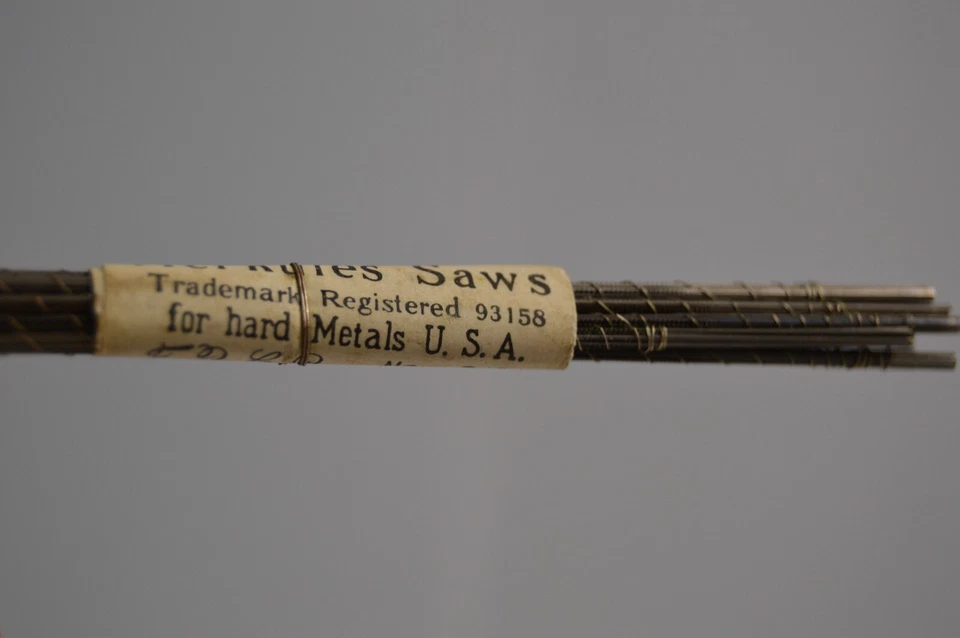 Saws
Trademark Registered 93158
for hard Metals U. S. A.